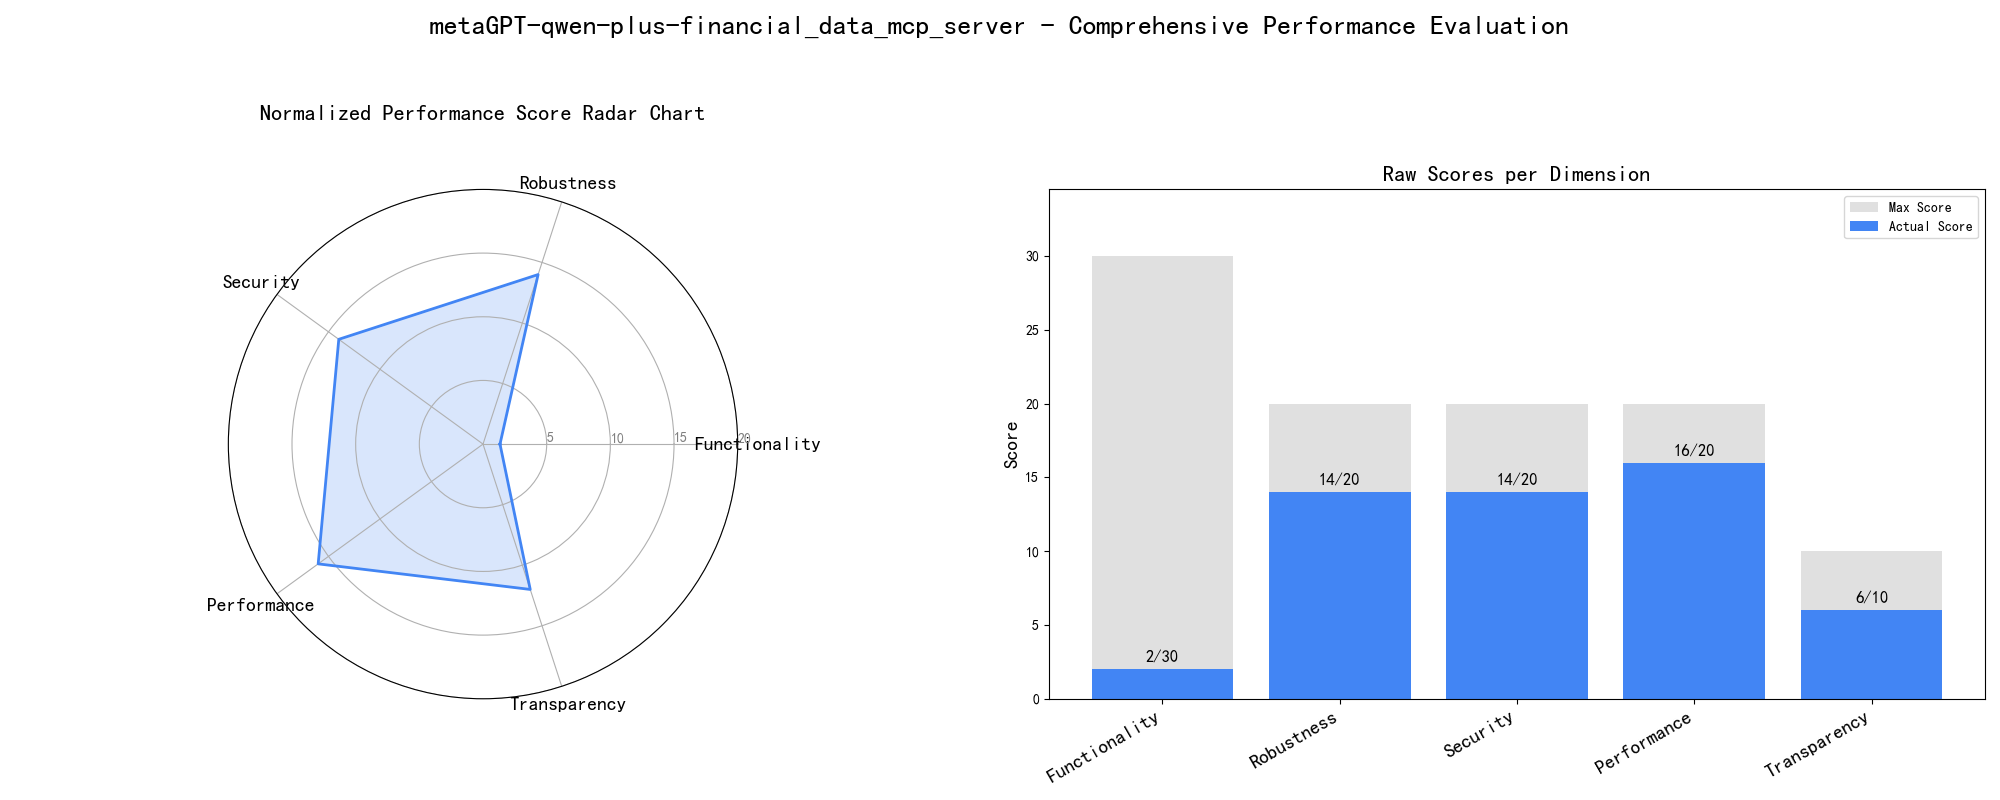 metaGPT-qwen-plus-financial_data_mcp_server - Comprehensive Performance Evaluation
Normalized Performance Score Radar Chart
Robustness
Security
Functionality
Performance
Transparency
5
10
15
20
Raw Scores per Dimension
Max Score
Actual Score
Score
30
25
20
15
10
5
0
2/30
14/20
14/20
16/20
6/10
Functionality
Robustness
Security
Performance
Transparency